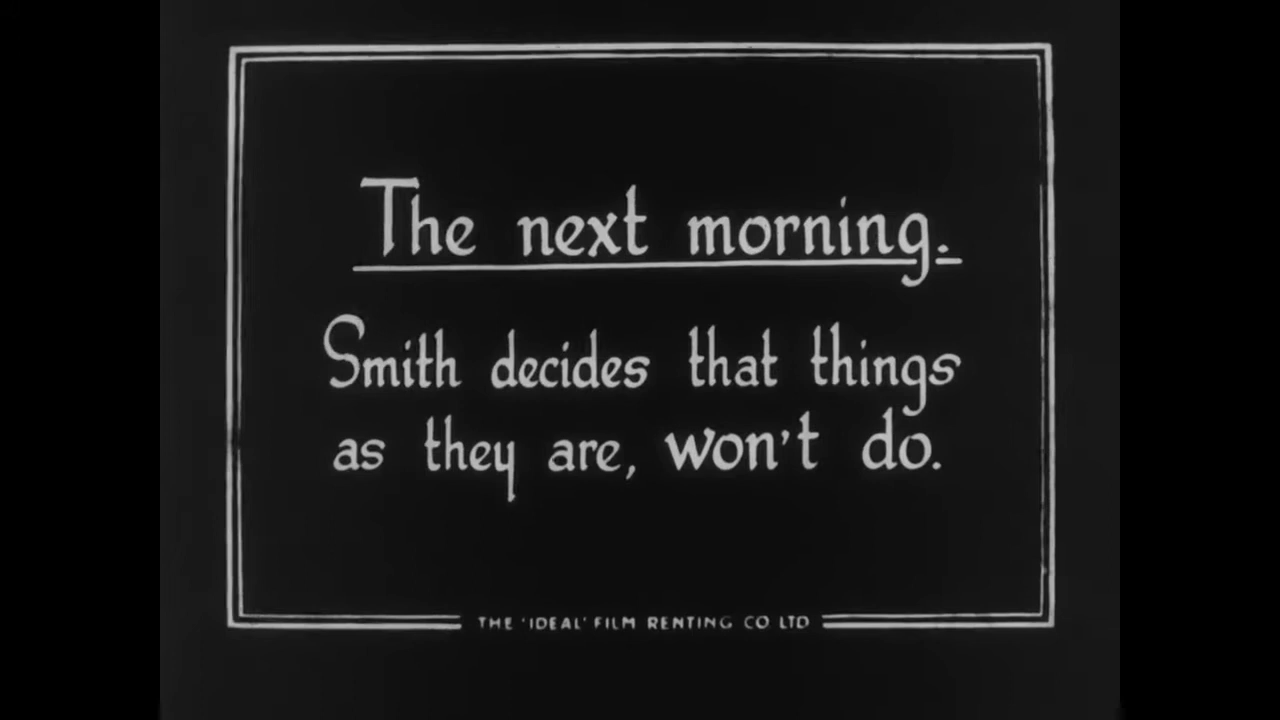 The next morning.
Smith decides that things
as they are, won't do.
THE 'IDEAL' FILM RENTING CO LTD